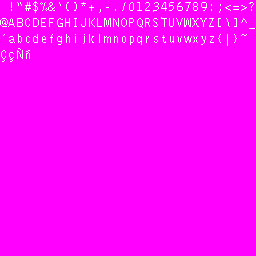 !"#$%&'()*+,-./0123456789:;<=>?
@ABCDEFGHIJKLMNOPQRSTUVWXYZ[\]^_
`abcdefghijklmnopqrstuvwxyz{|}~
ÇçÑñ